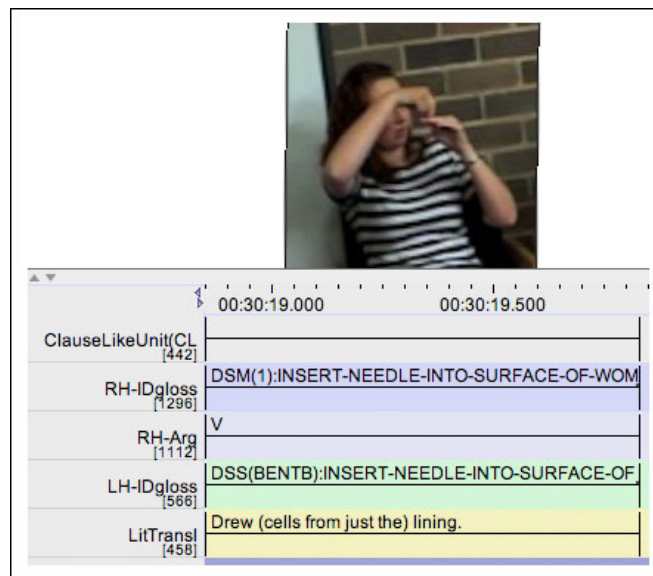 00:30:19.000 00:30:19.500
ClauseLikeUnit(CL
[442]
DSM(1):INSERT-NEEDLE-INTO-SURFACE-OF-WOM
RH-IDgloss
[1296]
V
RH-Arg
[1112]
DSS(BENTB):INSERT-NEEDLE-INTO-SURFACE-OF
LH-IDgloss
[566]
Drew (cells from just the) lining.
LitTransl
[458]